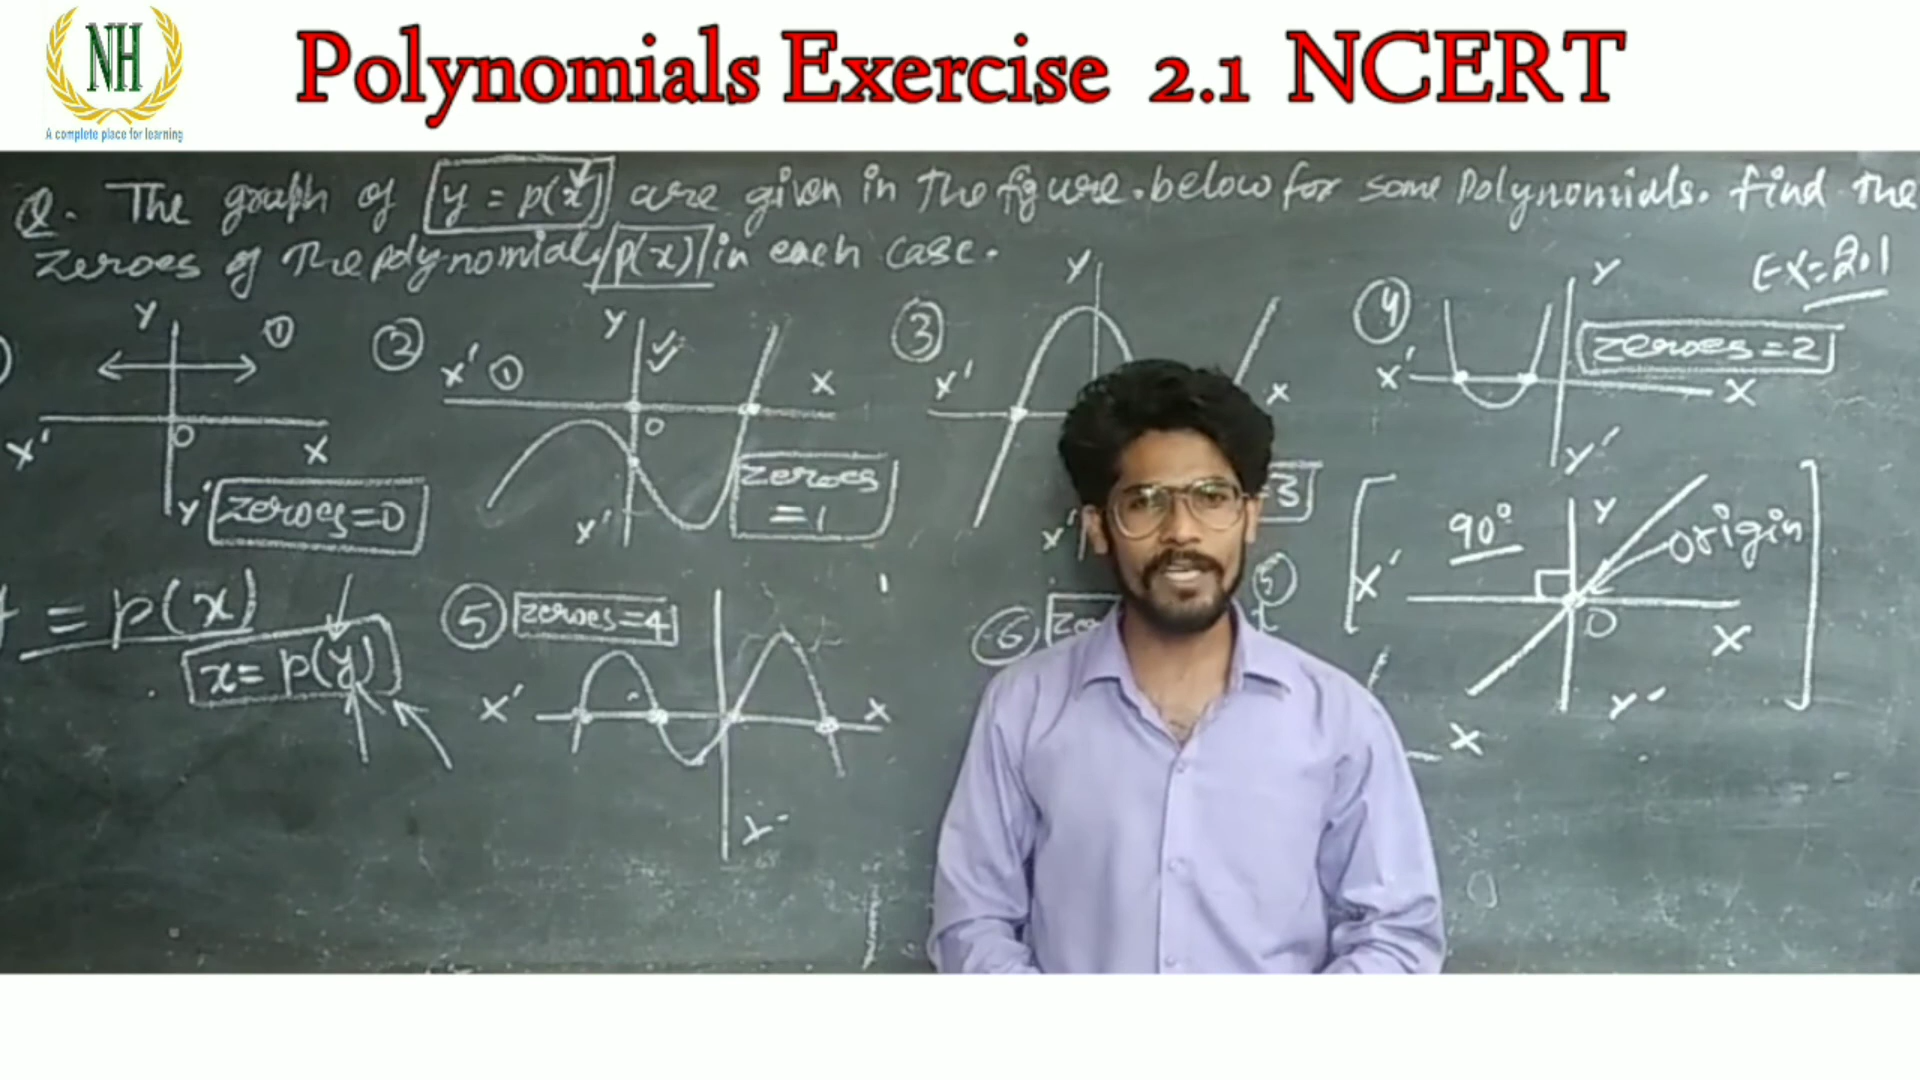 NH
A complete place for learning
Polynomials Exercise 2.1 NCERT
Q. The graph of y = p(x) are given in the figure. below for some Polynomials. find the
zeroes of the polynomial p(x) in each case.
EX=2.1
Y
①
X' O X
Y'
zeroes=0
②
Y
X' ① X
O
zeroes
=1
X'
③
Y
X' X
=3
X'
④
Y
zeroes=2
X' X
Y'
= p(x)
x= p(y)
⑤ zeroes=4
X' X
Y'
⑥
X
90°
Y
origin
X' O X
Y'